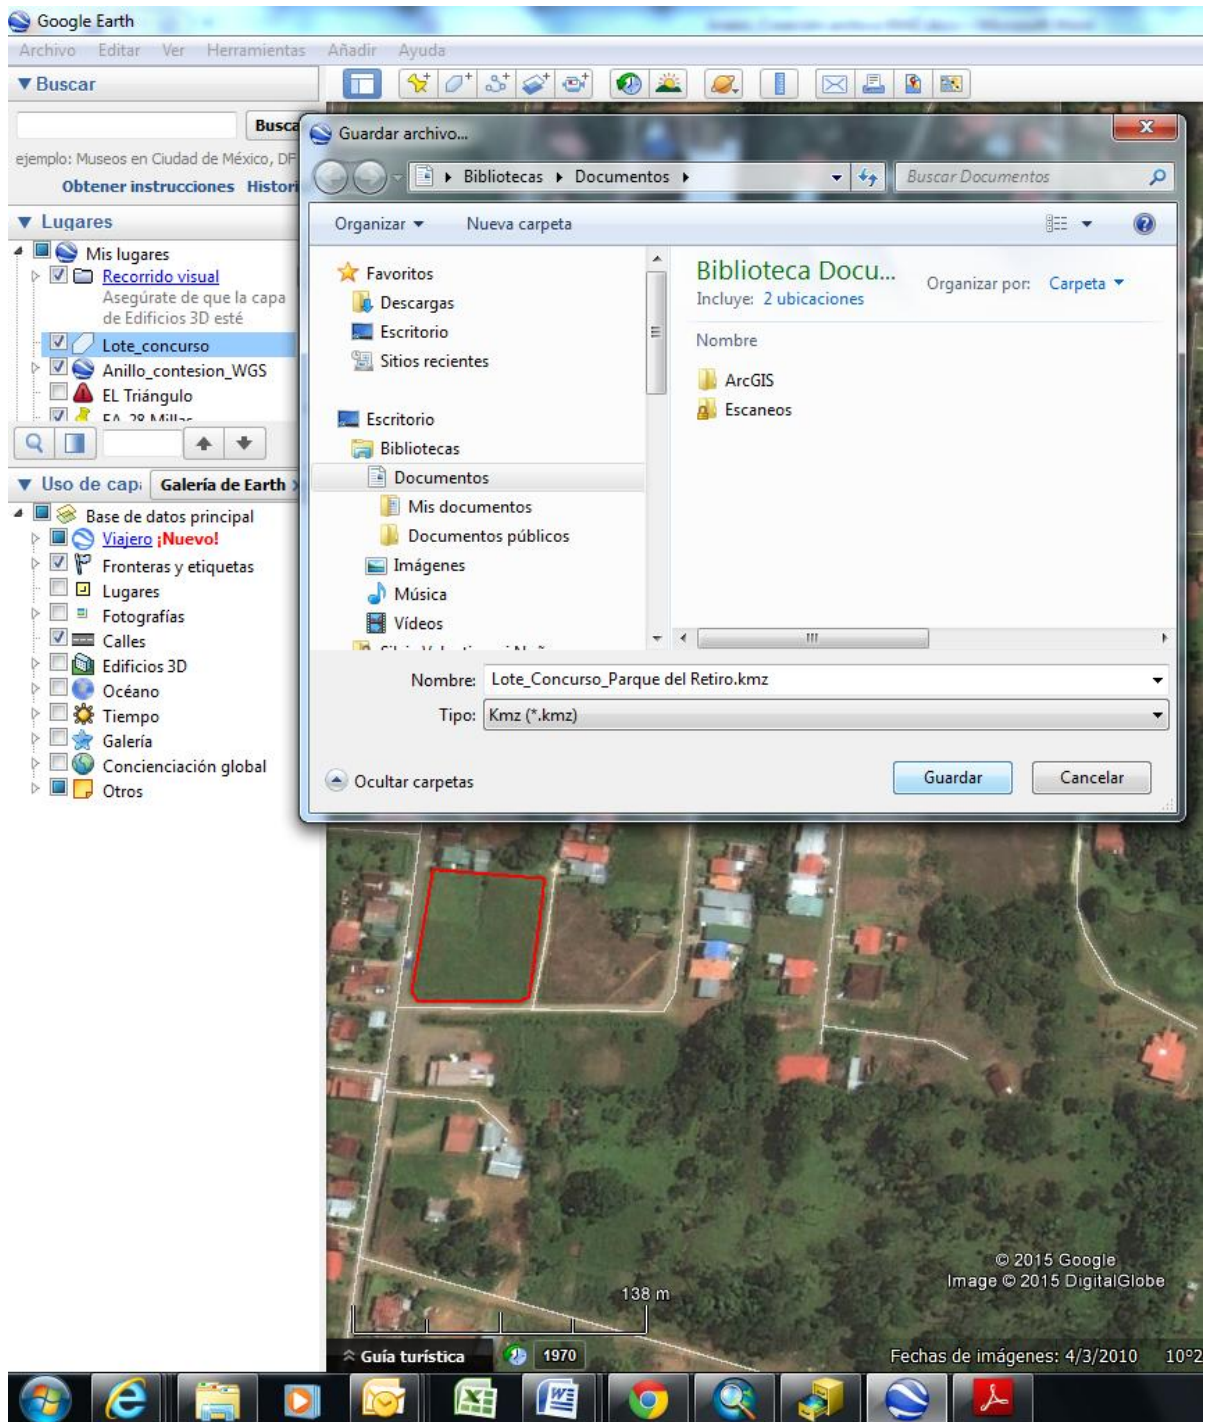 Google Earth
Archivo Editar Ver Herramientas Añadir Ayuda
Buscar
Busca
ejemplo: Museos en Ciudad de México, DF
Obtener instrucciones Histori
Lugares
Mis lugares
Recorrido visual
Asegúrate de que la capa
de Edificios 3D esté
Lote_concurso
Anillo_contesion_WGS
EL Triángulo
Uso de cap
Galería de Earth
Base de datos principal
Viajero ¡Nuevo!
Fronteras y etiquetas
Lugares
Fotografías
Calles
Edificios 3D
Océano
Tiempo
Galería
Concienciación global
Otros
Guardar archivo...
Bibliotecas Documentos
Buscar Documentos
Organizar Nueva carpeta
Favoritos
Descargas
Escritorio
Sitios recientes
Escritorio
Bibliotecas
Documentos
Mis documentos
Documentos públicos
Imágenes
Música
Vídeos
Biblioteca Docu...
Incluye: 2 ubicaciones
Organizar por: Carpeta
Nombre
ArcGIS
Escaneos
Nombre: Lote_Concurso_Parque del Retiro.kmz
Tipo: Kmz (*.kmz)
Ocultar carpetas
Guardar Cancelar
© 2015 Google
Image © 2015 DigitalGlobe
138 m
Guía turística
1970
Fechas de imágenes: 4/3/2010 10°2